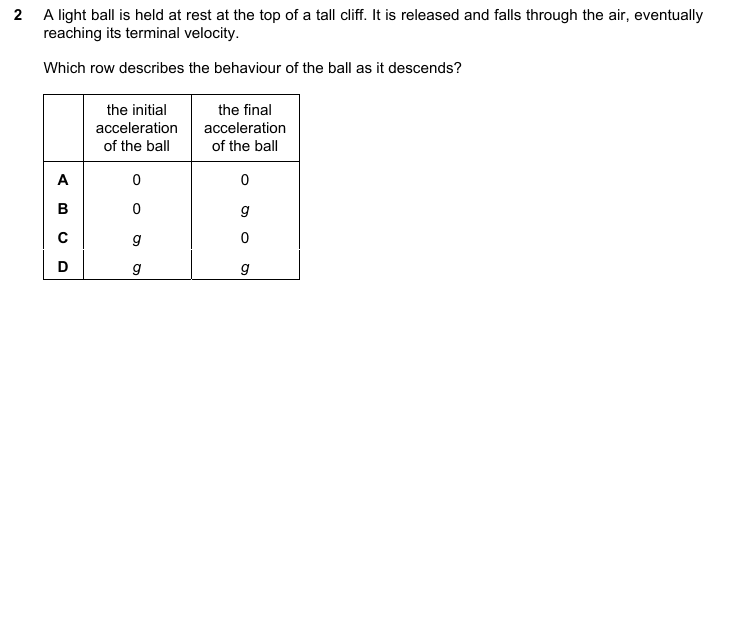 2 A light ball is held at rest at the top of a tall cliff. It is released and falls through the air, eventually
reaching its terminal velocity.
Which row describes the behaviour of the ball as it descends?
the initial acceleration of the ball | the final acceleration of the ball
A 0 0
B 0 g
C g 0
D g g